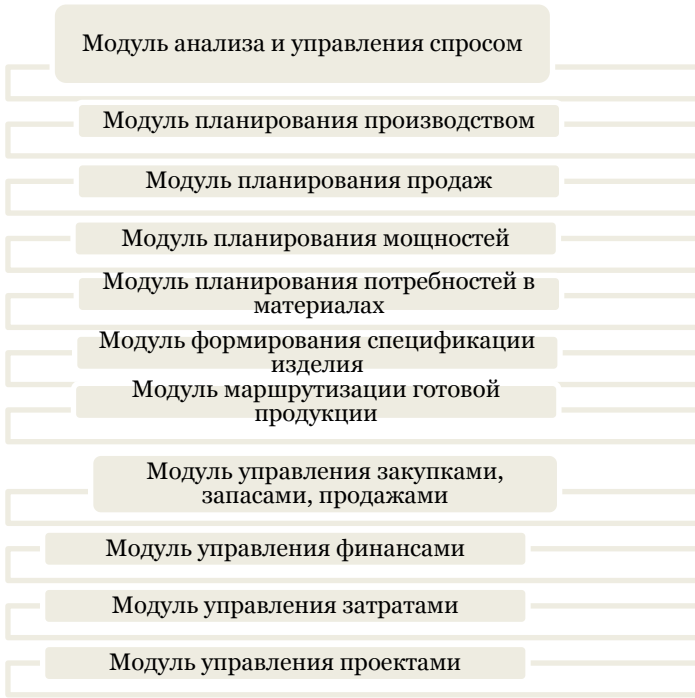 Модуль анализа и управления спросом
Модуль планирования производством
Модуль планирования продаж
Модуль планирования мощностей
Модуль планирования потребностей в
материалах
Модуль формирования спецификации
изделия
Модуль маршрутизации готовой
продукции
Модуль управления закупками,
запасами, продажами
Модуль управления финансами
Модуль управления затратами
Модуль управления проектами